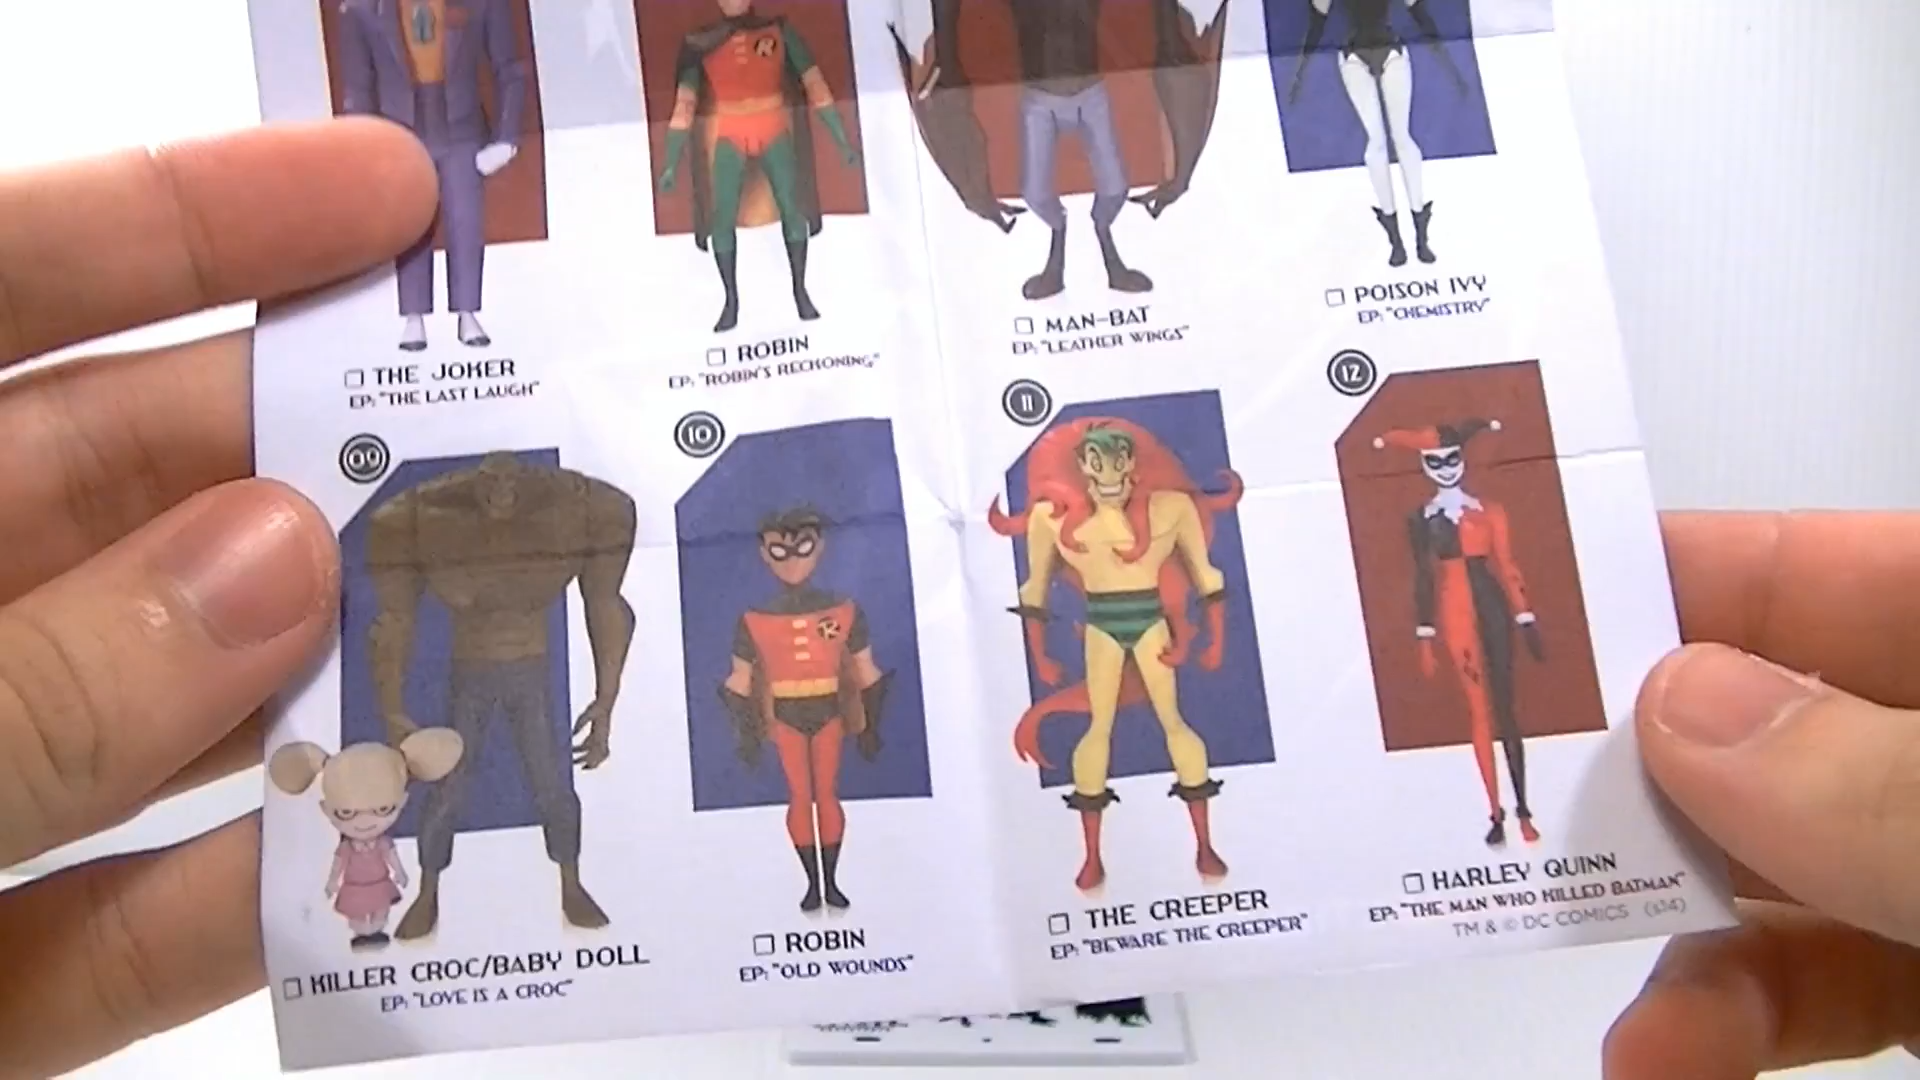 THE JOKER
EP: "THE LAST LAUGH"
ROBIN
EP: "ROBIN'S RECKONING"
MAN-BAT
EP: "LEATHER WINGS"
POISON IVY
EP: "CHEMISTRY"
09
10
11
12
R
R
KILLER CROC/BABY DOLL
EP: "LOVE IS A CROC"
ROBIN
EP: "OLD WOUNDS"
THE CREEPER
EP: "BEWARE THE CREEPER"
HARLEY QUINN
EP: "THE MAN WHO KILLED BATMAN"
TM & © DC COMICS (s14)